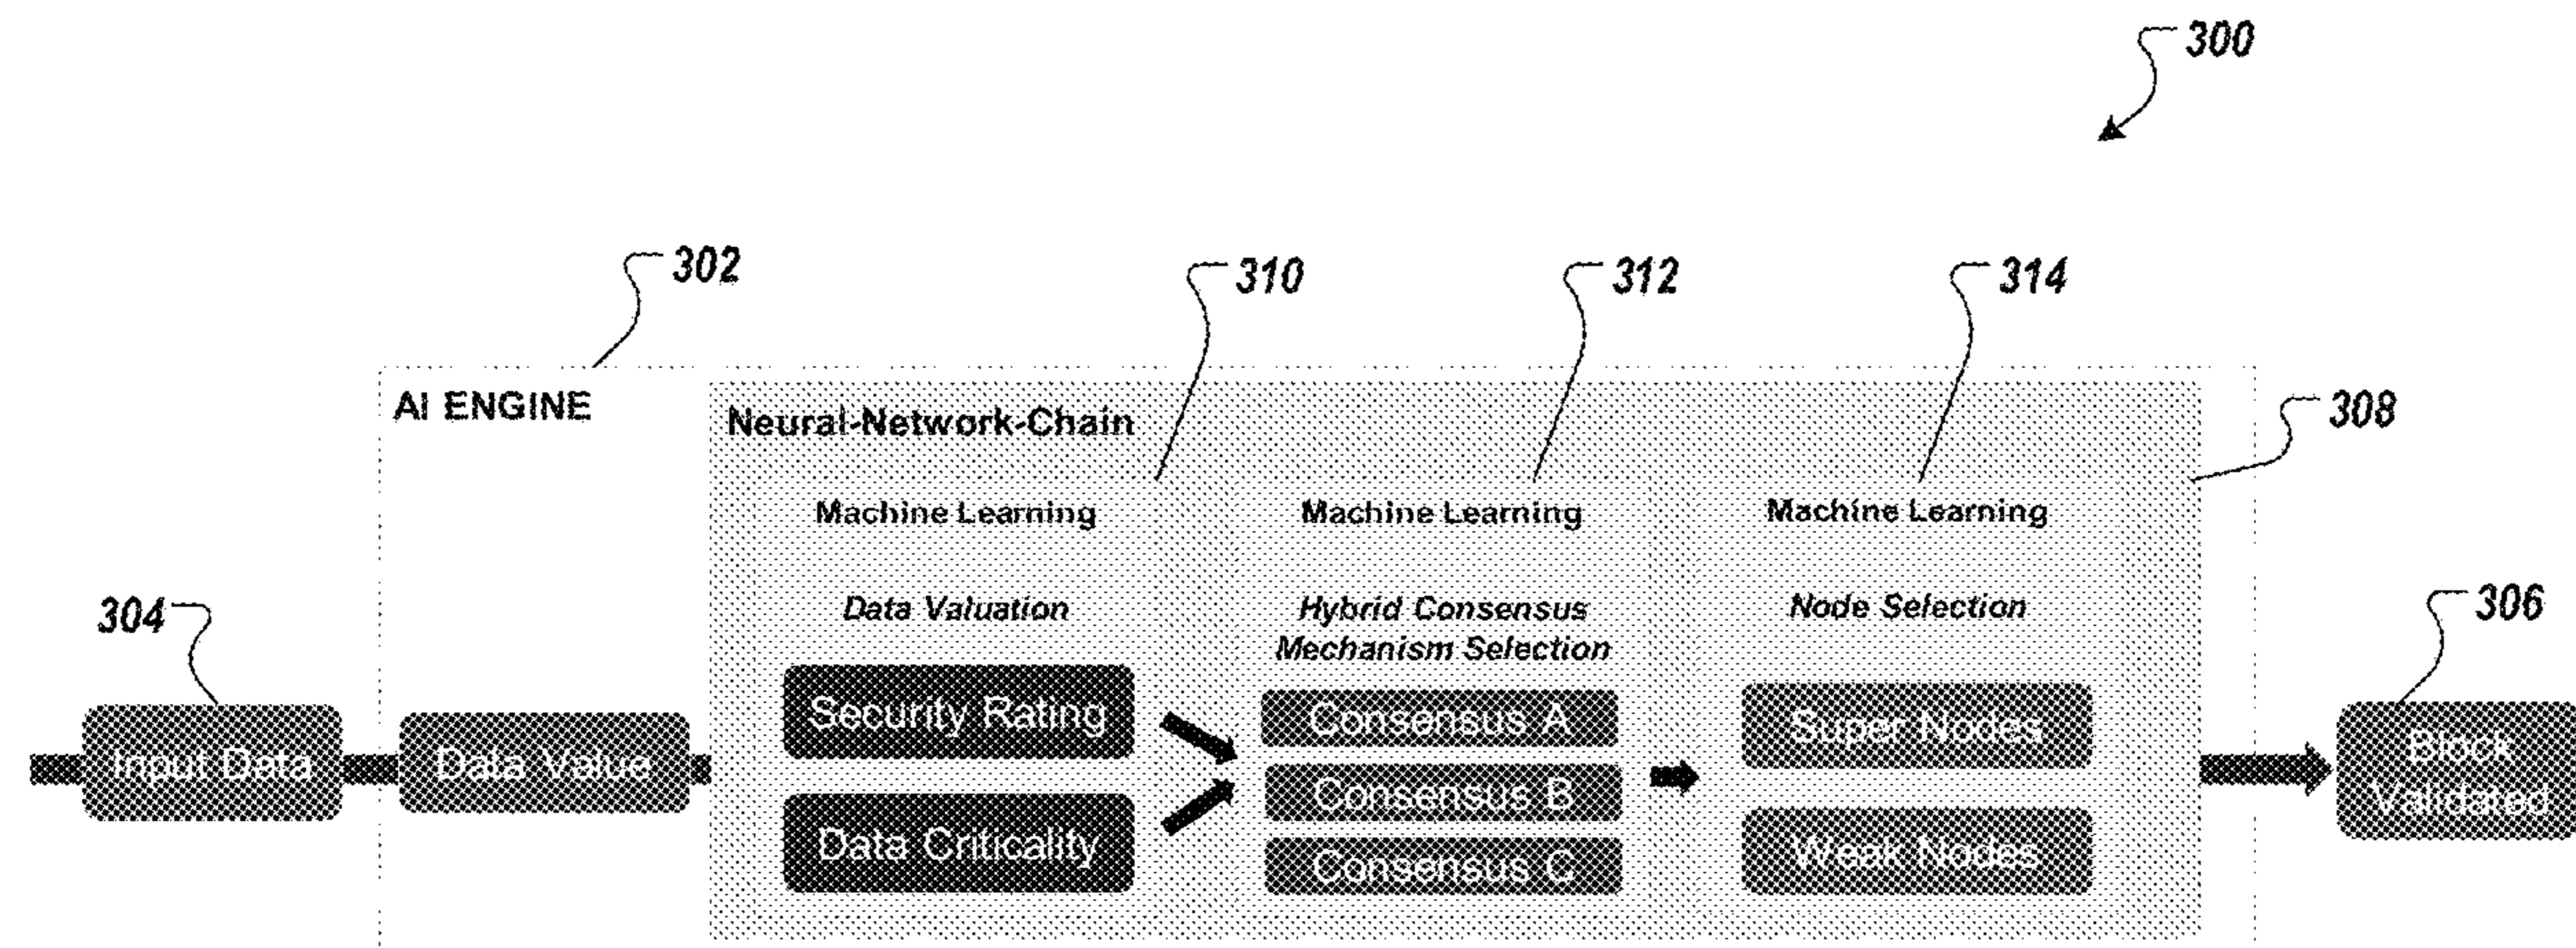 300
302
310
312
314
AI ENGINE
308
Neural-Network-Chain
Machine Learning
Machine Learning
Machine Learning
304
Data Valuation
Hybrid Consensus
Mechanism Selection
Node Selection
306
Input Data
Data Value
Security Rating
Data Criticality
Consensus A
Consensus B
Consensus C
Super Nodes
Weak Nodes
Block
Validated